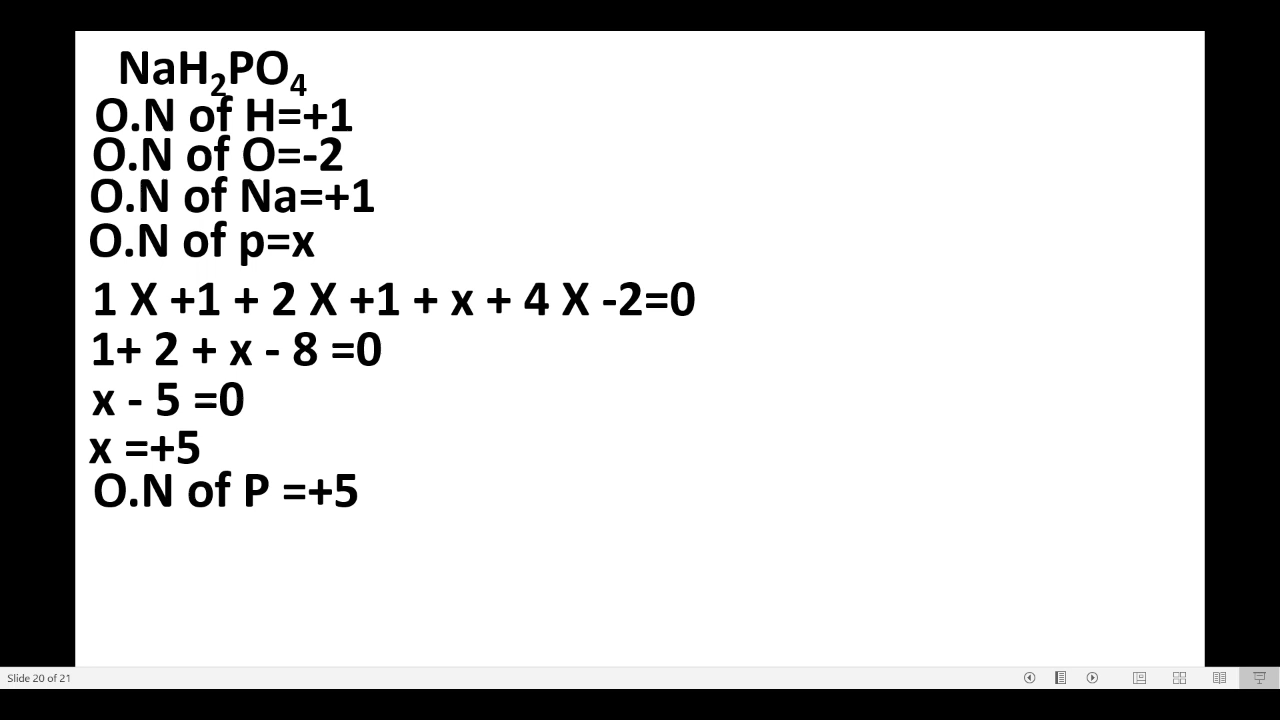 NaH₂PO₄
O.N of H=+1
O.N of O=-2
O.N of Na=+1
O.N of p=x
1 X +1 + 2 X +1 + x + 4 X -2=0
1+ 2 + x - 8 =0
x - 5 =0
x =+5
O.N of P =+5
Slide 20 of 21